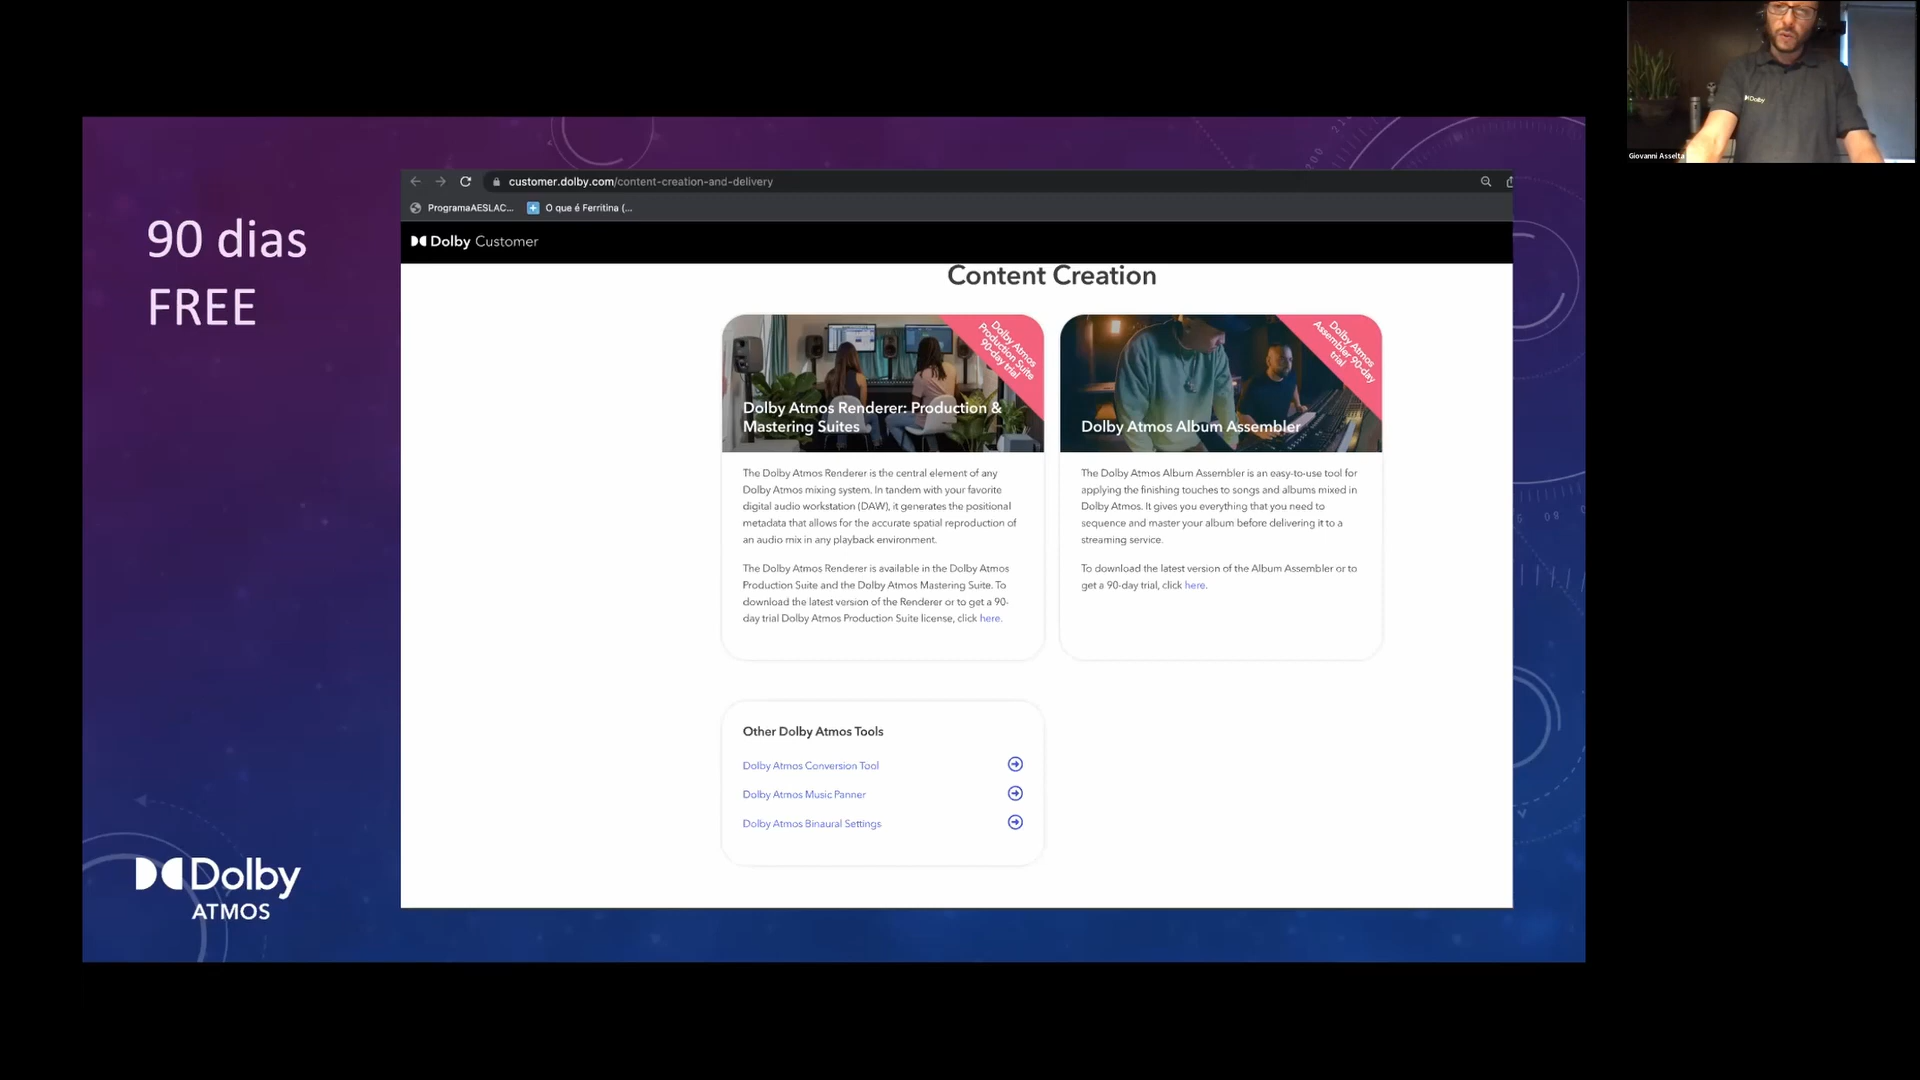 90 dias
FREE
customer.dolby.com/content-creation-and-delivery
ProgramaAESLAC... O que é Ferritina (...
Dolby Customer
Content Creation
Dolby Atmos
Production Suite
90-day trial
Dolby Atmos Renderer: Production &
Mastering Suites
The Dolby Atmos Renderer is the central element of any
Dolby Atmos mixing system. In tandem with your favorite
digital audio workstation (DAW), it generates the positional
metadata that allows for the accurate spatial reproduction of
an audio mix in any playback environment.
The Dolby Atmos Renderer is available in the Dolby Atmos
Production Suite and the Dolby Atmos Mastering Suite. To
download the latest version of the Renderer or to get a 90-
day trial Dolby Atmos Production Suite license, click here.
Dolby Atmos
Assembler 90-day
trial
Dolby Atmos Album Assembler
The Dolby Atmos Album Assembler is an easy-to-use tool for
applying the finishing touches to songs and albums mixed in
Dolby Atmos. It gives you everything that you need to
sequence and master your album before delivering it to a
streaming service.
To download the latest version of the Album Assembler or to
get a 90-day trial, click here.
Other Dolby Atmos Tools
Dolby Atmos Conversion Tool
Dolby Atmos Music Panner
Dolby Atmos Binaural Settings
Dolby
ATMOS
Dolby
Giovanni Asselta